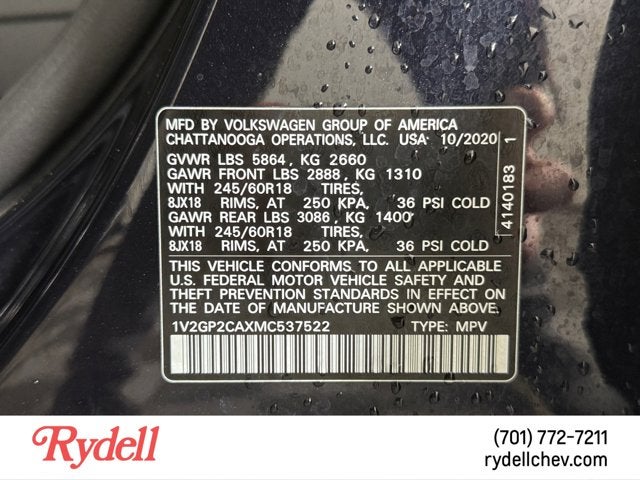 MFD BY VOLKSWAGEN GROUP OF AMERICA
CHATTANOOGA OPERATIONS, LLC. USA 10/2020
GVWR LBS 5864, KG 2660
GAWR FRONT LBS 2888, KG 1310
WITH 245/60R18 TIRES,
8JX18 RIMS, AT 250 KPA, 36 PSI COLD
GAWR REAR LBS 3086, KG 1400
WITH 245/60R18 TIRES,
8JX18 RIMS, AT 250 KPA, 36 PSI COLD
4140183 1
THIS VEHICLE CONFORMS TO ALL APPLICABLE
U.S. FEDERAL MOTOR VEHICLE SAFETY AND
THEFT PREVENTION STANDARDS IN EFFECT ON
THE DATE OF MANUFACTURE SHOWN ABOVE.
1V2GP2CAXMC537522 TYPE: MPV
Rydell
(701) 772-7211
rydellchev.com